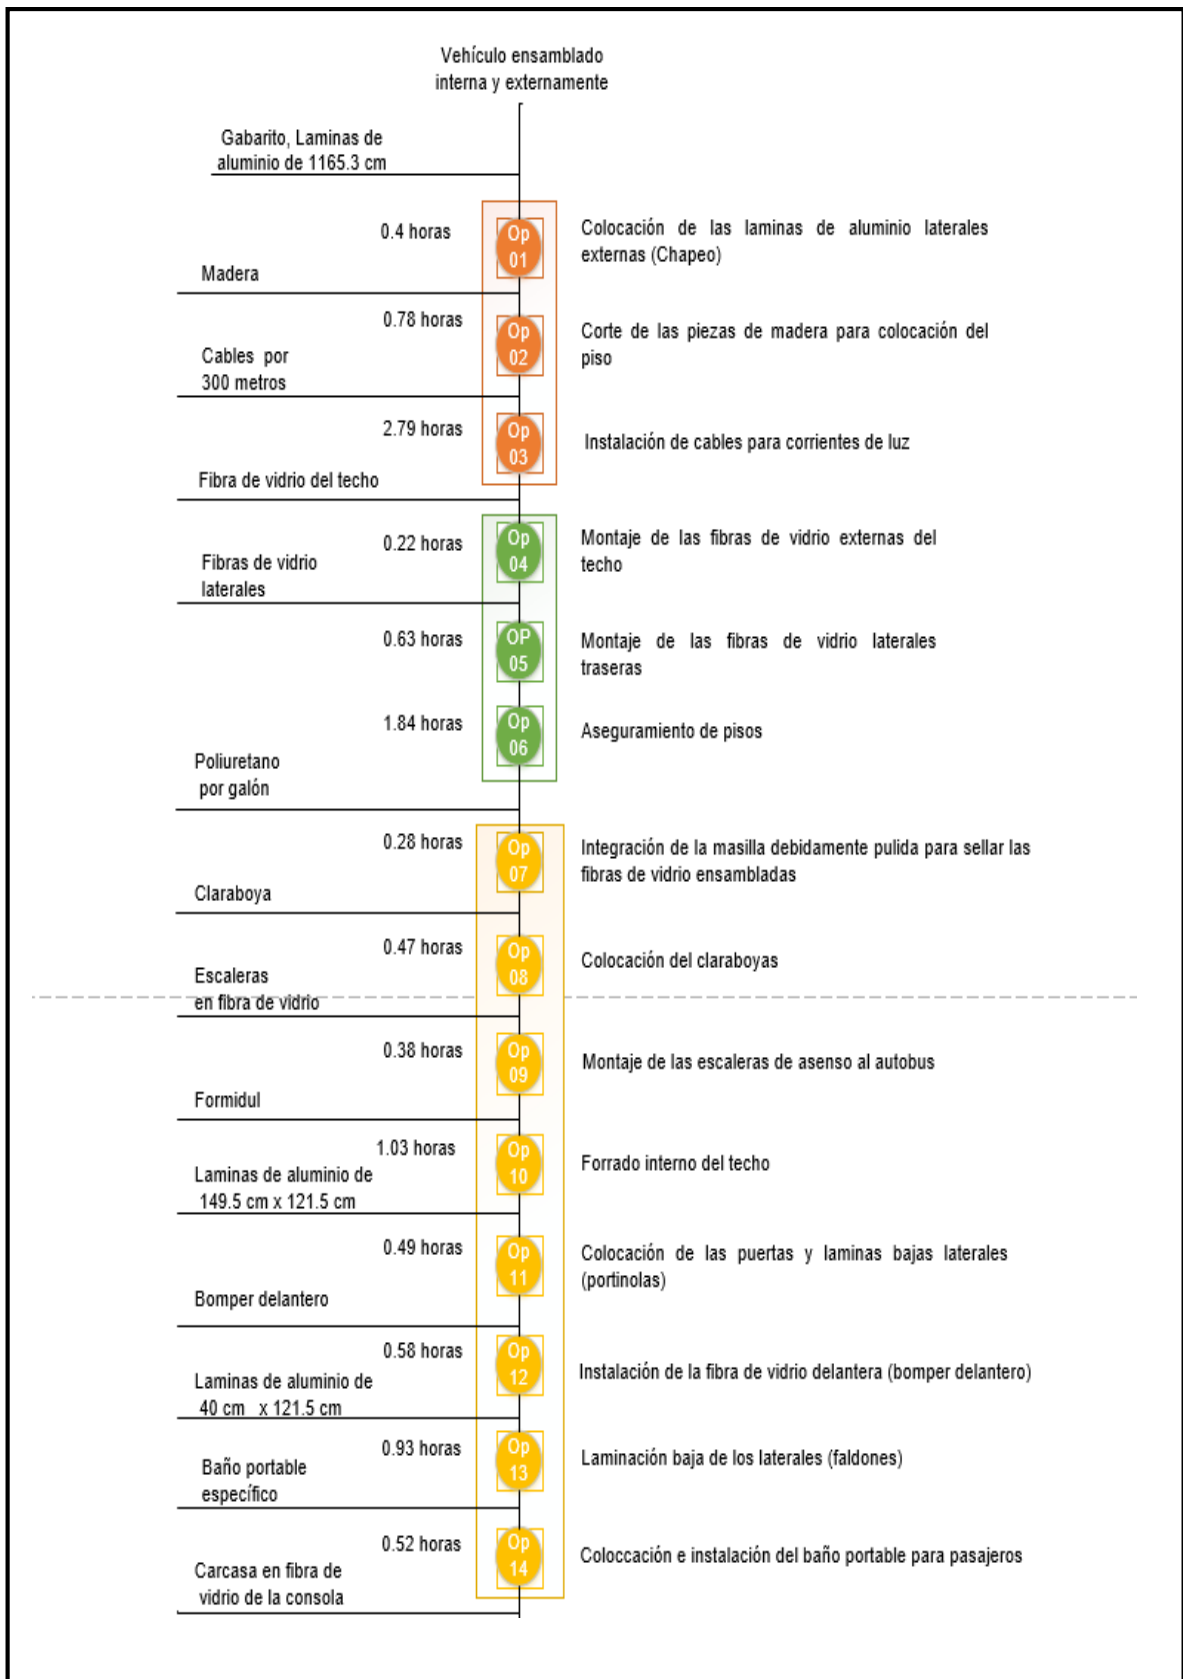 Vehículo ensamblado
interna y externamente
Gabarito, Laminas de
aluminio de 1165.3 cm
0.4 horas
Op
01
Colocación de las laminas de aluminio laterales
externas (Chapeo)
Madera
0.78 horas
Op
02
Corte de las piezas de madera para colocación del
piso
Cables por
300 metros
2.79 horas
Op
03
Instalación de cables para corrientes de luz
Fibra de vidrio del techo
0.22 horas
Op
04
Montaje de las fibras de vidrio externas del
techo
Fibras de vidrio
laterales
0.63 horas
OP
05
Montaje de las fibras de vidrio laterales
traseras
1.84 horas
Op
06
Aseguramiento de pisos
Poliuretano
por galón
0.28 horas
Op
07
Integración de la masilla debidamente pulida para sellar las
fibras de vidrio ensambladas
Claraboya
0.47 horas
Op
08
Colocación del claraboyas
Escaleras
en fibra de vidrio
0.38 horas
Op
09
Montaje de las escaleras de asenso al autobus
Formidul
1.03 horas
Op
10
Forrado interno del techo
Laminas de aluminio de
149.5 cm x 121.5 cm
0.49 horas
Op
11
Colocación de las puertas y laminas bajas laterales
(portinolas)
Bomper delantero
0.58 horas
Op
12
Instalación de la fibra de vidrio delantera (bomper delantero)
Laminas de aluminio de
40 cm x 121.5 cm
0.93 horas
Op
13
Laminación baja de los laterales (faldones)
Baño portable
específico
0.52 horas
Op
14
Coloccación e instalación del baño portable para pasajeros
Carcasa en fibra de
vidrio de la consola